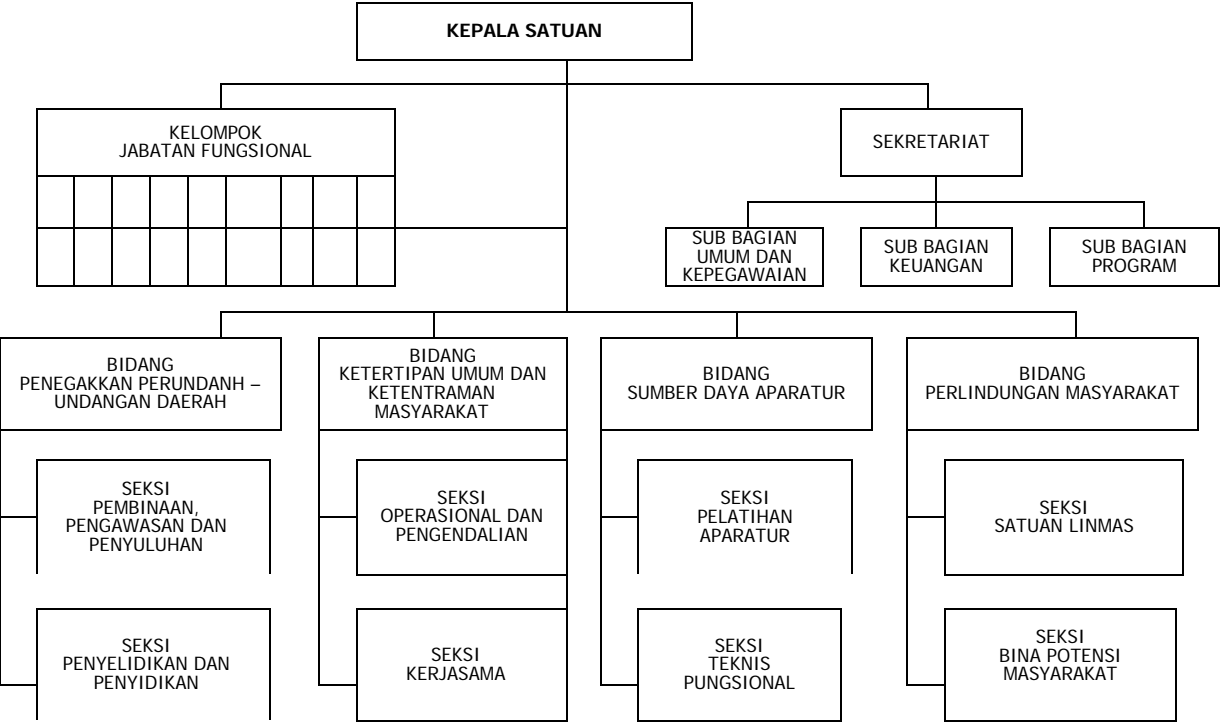 KEPALA SATUAN
KELOMPOK
JABATAN FUNGSIONAL
SEKRETARIAT
SUB BAGIAN
UMUM DAN
KEPEGAWAIAN
SUB BAGIAN
KEUANGAN
SUB BAGIAN
PROGRAM
BIDANG
PENEGAKKAN PERUNDANH –
UNDANGAN DAERAH
BIDANG
KETERTIPAN UMUM DAN
KETENTRAMAN
MASYARAKAT
BIDANG
SUMBER DAYA APARATUR
BIDANG
PERLINDUNGAN MASYARAKAT
SEKSI
PEMBINAAN,
PENGAWASAN DAN
PENYULUHAN
SEKSI
OPERASIONAL DAN
PENGENDALIAN
SEKSI
PELATIHAN
APARATUR
SEKSI
SATUAN LINMAS
SEKSI
PENYELIDIKAN DAN
PENYIDIKAN
SEKSI
KERJASAMA
SEKSI
TEKNIS
PUNGSIONAL
SEKSI
BINA POTENSI
MASYARAKAT